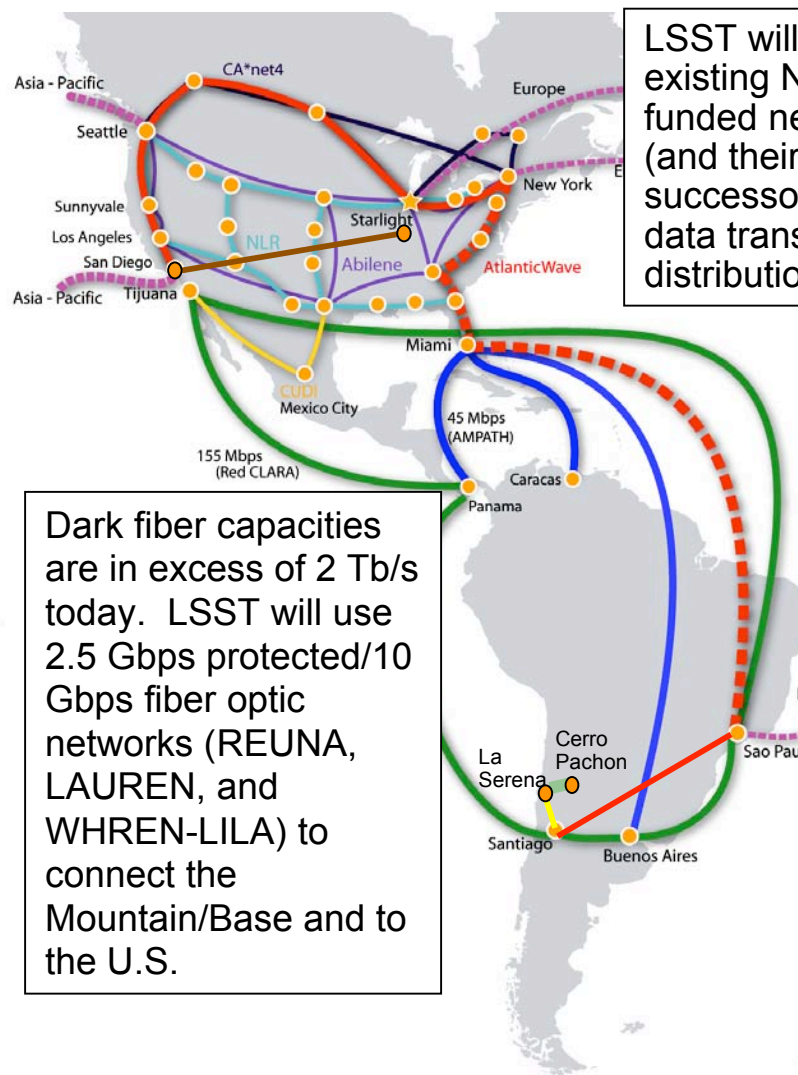 LSST will
existing N
funded ne
(and their
successo
data trans
distributio
CA*net4
Asia - Pacific
Europe
Seattle
E
New York
Sunnyvale
Starlight
Los Angeles
NLR
San Diego
Abilene
AtlanticWave
Asia - Pacific
Tijuana
Miami
CUDI
Mexico City
45 Mbps
(AMPATH)
155 Mbps
(Red CLARA)
Caracas
Panama
Dark fiber capacities
are in excess of 2 Tb/s
today. LSST will use
2.5 Gbps protected/10
Gbps fiber optic
networks (REUNA,
LAUREN, and
WHREN-LILA) to
connect the
Mountain/Base and to
the U.S.
La
Serena
Cerro
Pachon
Sao Pau
Santiago
Buenos Aires